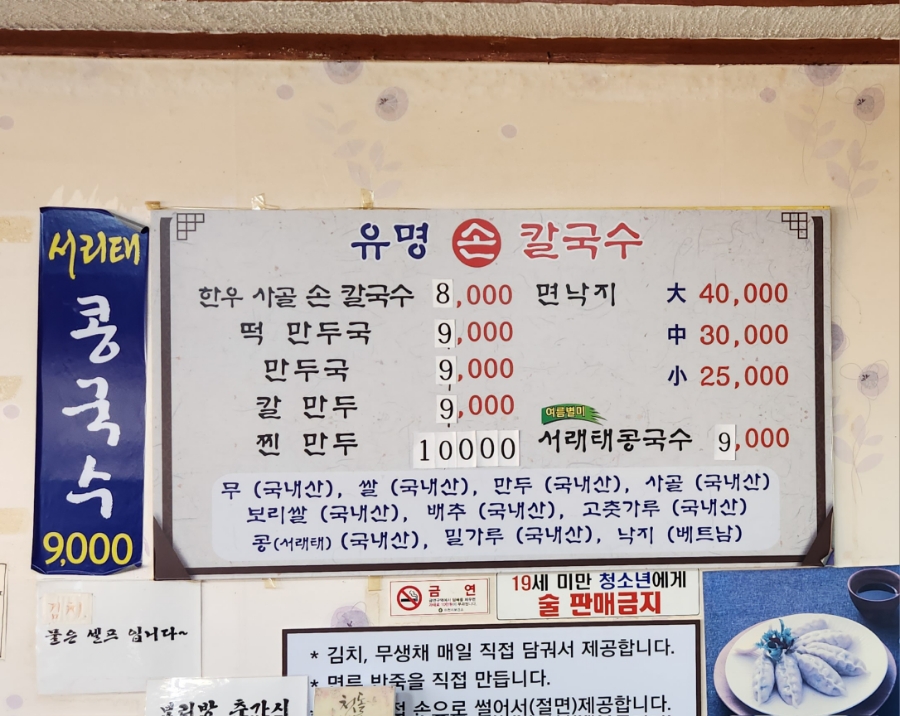 서리태
콩국수
9,000
유명 손 칼국수
한우 사골 손 칼국수 8,000
떡 만두국 9,000
만두국 9,000
칼 만두 9,000
찐 만두 10000
면낙지 大 40,000
中 30,000
小 25,000
여름별미
서래태콩국수 9,000
무 (국내산), 쌀 (국내산), 만두 (국내산), 사골 (국내산)
보리쌀 (국내산), 배추 (국내산), 고춧가루 (국내산)
콩(서래태) (국내산), 밀가루 (국내산), 낙지 (베트남)
금 연
19세 미만 청소년에게
술 판매금지
김치,
물은 셀프 입니다~
* 김치, 무생채 매일 직접 담궈서 제공합니다.
* 면류 반죽을 직접 만듭니다.
손으로 썰어서(절면)제공합니다.